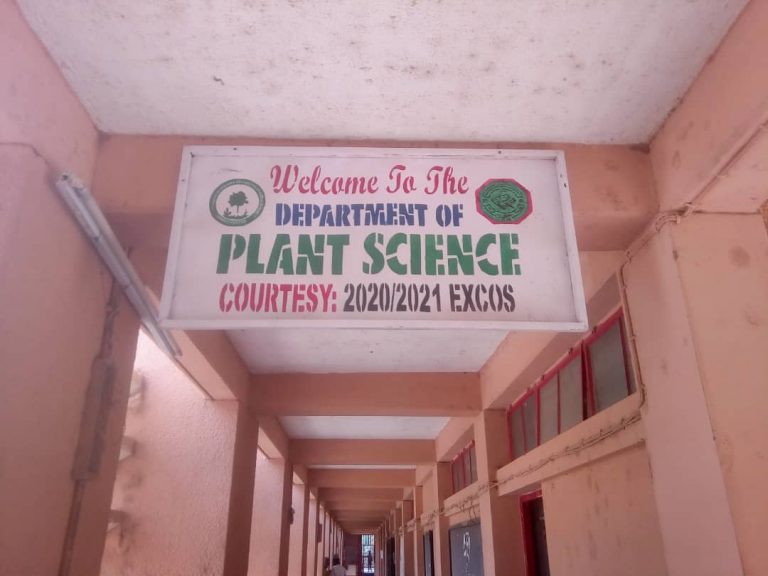 Welcome To The
DEPARTMENT OF
PLANT SCIENCE
COURTESY: 2020/2021 EXCOS